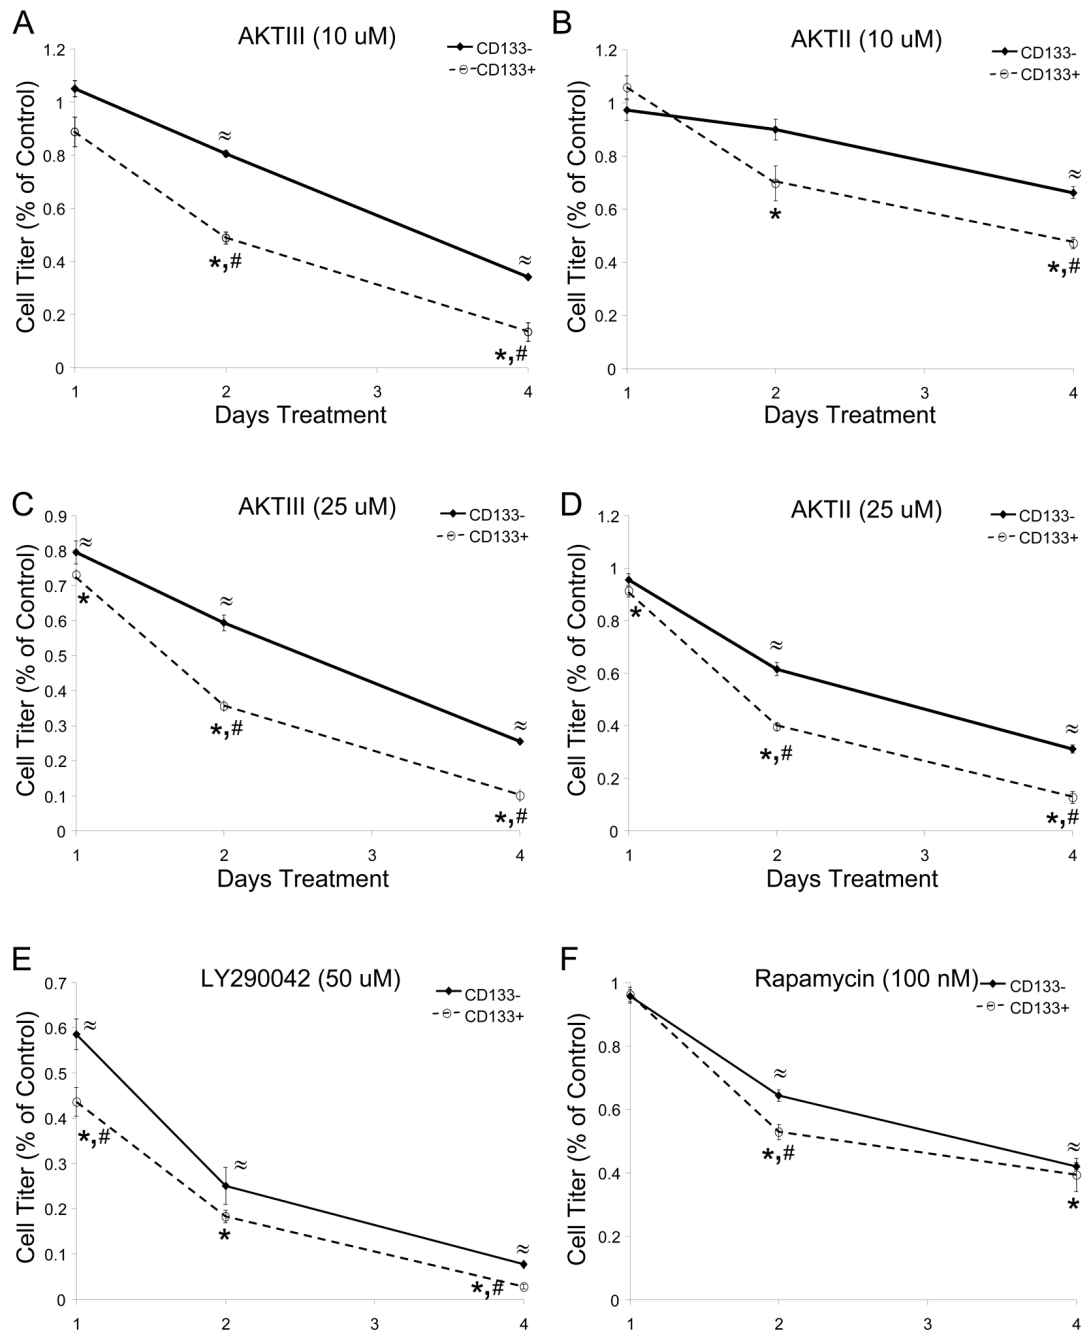 A
AKTIII (10 uM)
CD133-
CD133+
Cell Titer (% of Control)
1.2
1
0.8
0.6
0.4
0.2
0
≈
≈
*,#
*,#
1 2 3 4
Days Treatment
B
AKTII (10 uM)
CD133-
CD133+
Cell Titer (% of Control)
1.2
1
0.8
0.6
0.4
0.2
0
≈
*
*,#
1 2 3 4
Days Treatment
C
AKTIII (25 uM)
CD133-
CD133+
Cell Titer (% of Control)
0.9
0.8
0.7
0.6
0.5
0.4
0.3
0.2
0.1
0
≈
≈
≈
*
*,#
*,#
1 2 3 4
Days Treatment
D
AKTII (25 uM)
CD133-
CD133+
Cell Titer (% of Control)
1.2
1
0.8
0.6
0.4
0.2
0
≈
≈
*
*,#
*,#
1 2 3 4
Days Treatment
E
LY290042 (50 uM)
CD133-
CD133+
Cell Titer (% of Control)
0.7
0.6
0.5
0.4
0.3
0.2
0.1
0
≈
≈
≈
*,#
*
*,#
1 2 3 4
F
Rapamycin (100 nM)
CD133-
CD133+
Cell Titer (% of Control)
1
0.8
0.6
0.4
0.2
0
≈
≈
*,#
*
1 2 3 4